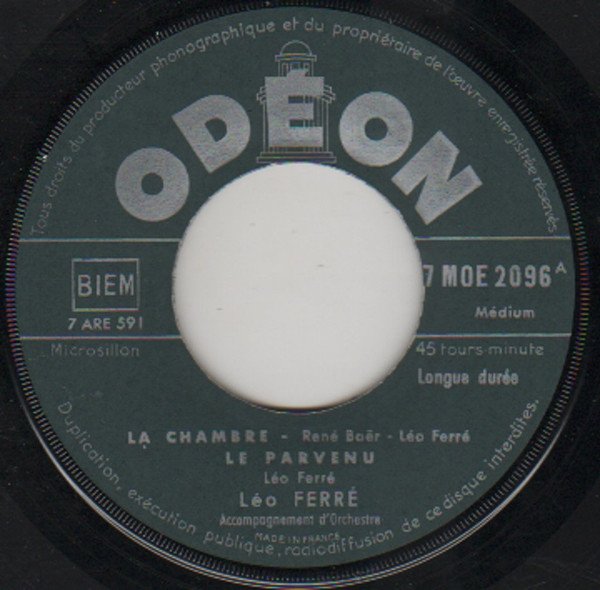 Tous droits du producteur phonographique et du propriétaire de l'œuvre enregistrée réservés.
ODÉON
BIEM
7 MOE 2096 A
7 ARE 591
Médium
Microsillon
45 tours-minute
Longue durée
LA CHAMBRE - René Baër - Léo Ferré
LE PARVENU
Léo Ferré
Léo FERRÉ
Accompagnement d'Orchestre
MADE IN FRANCE
Duplication, exécution publique, radiodiffusion de ce disque interdites.